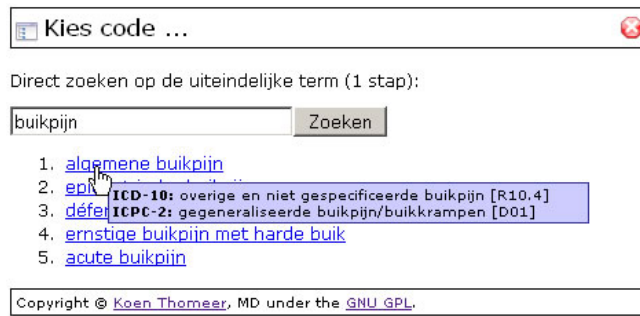 Kies code ...
Direct zoeken op de uiteindelijke term (1 stap):
buikpijn Zoeken
1. algemene buikpijn
2.
ICD-10: overige en niet gespecificeerde buikpijn [R10.4]
3.
ICPC-2: gegeneraliseerde buikpijn/buikkrampen [D01]
4. ernstige buikpijn met harde buik
5. acute buikpijn
Copyright © Koen Thomeer, MD under the GNU GPL.